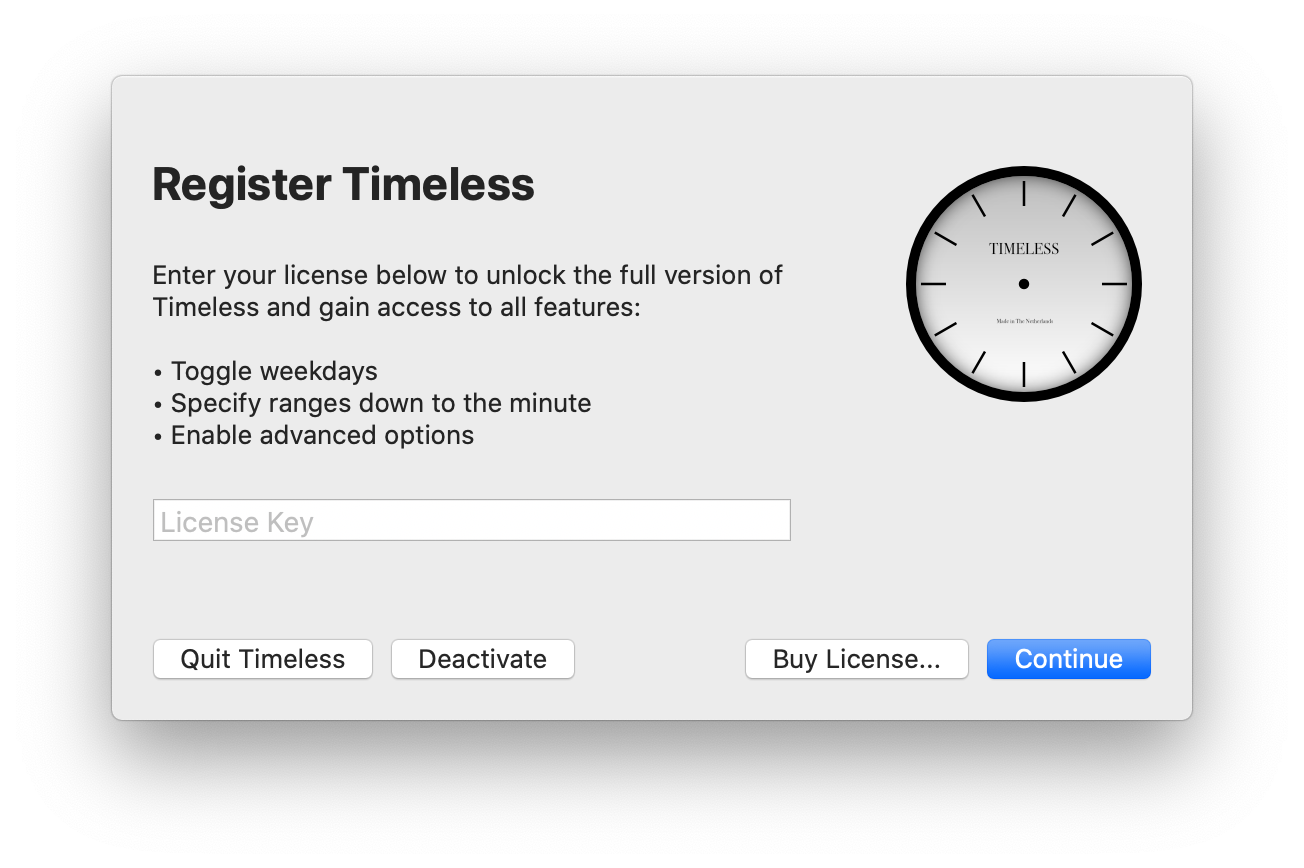 Register Timeless
Enter your license below to unlock the full version of
Timeless and gain access to all features:
• Toggle weekdays
• Specify ranges down to the minute
• Enable advanced options
TIMELESS
Made in The Netherlands
License Key
Quit Timeless
Deactivate
Buy License...
Continue